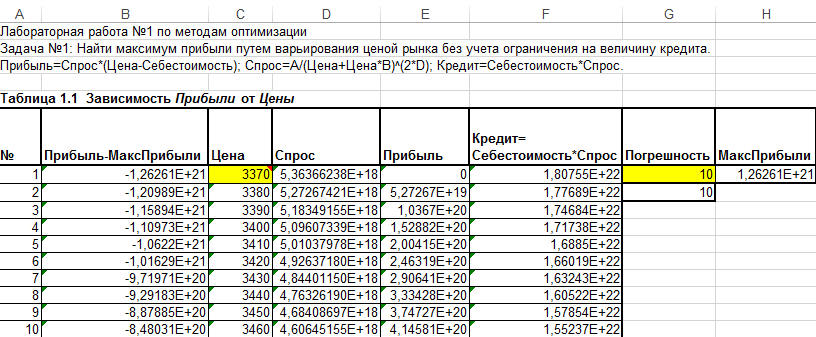 A B C D E F G H
Лабораторная работа №1 по методам оптимизации
Задача №1: Найти максимум прибыли путем варьирования ценой рынка без учета ограничения на величину кредита.
Прибыль=Спрос*(Цена-Себестоимость); Спрос=A/(Цена+Цена*B)^(2*D); Кредит=Себестоимость*Спрос.
Таблица 1.1 Зависимость Прибыли от Цены
№ Прибыль-МаксПрибыли Цена Спрос Прибыль Кредит= Себестоимость*Спрос Погрешность МаксПрибыли
1 -1,26261E+21 3370 5,36366238E+18 0 1,80755E+22 10 1,26261E+21
2 -1,20989E+21 3380 5,27267421E+18 5,27267E+19 1,77689E+22 10
3 -1,15894E+21 3390 5,18349155E+18 1,0367E+20 1,74684E+22
4 -1,10973E+21 3400 5,09607339E+18 1,52882E+20 1,71738E+22
5 -1,0622E+21 3410 5,01037978E+18 2,00415E+20 1,6885E+22
6 -1,01629E+21 3420 4,92637180E+18 2,46319E+20 1,66019E+22
7 -9,71971E+20 3430 4,84401150E+18 2,90641E+20 1,63243E+22
8 -9,29183E+20 3440 4,76326190E+18 3,33428E+20 1,60522E+22
9 -8,87885E+20 3450 4,68408697E+18 3,74727E+20 1,57854E+22
10 -8,48031E+20 3460 4,60645155E+18 4,14581E+20 1,55237E+22